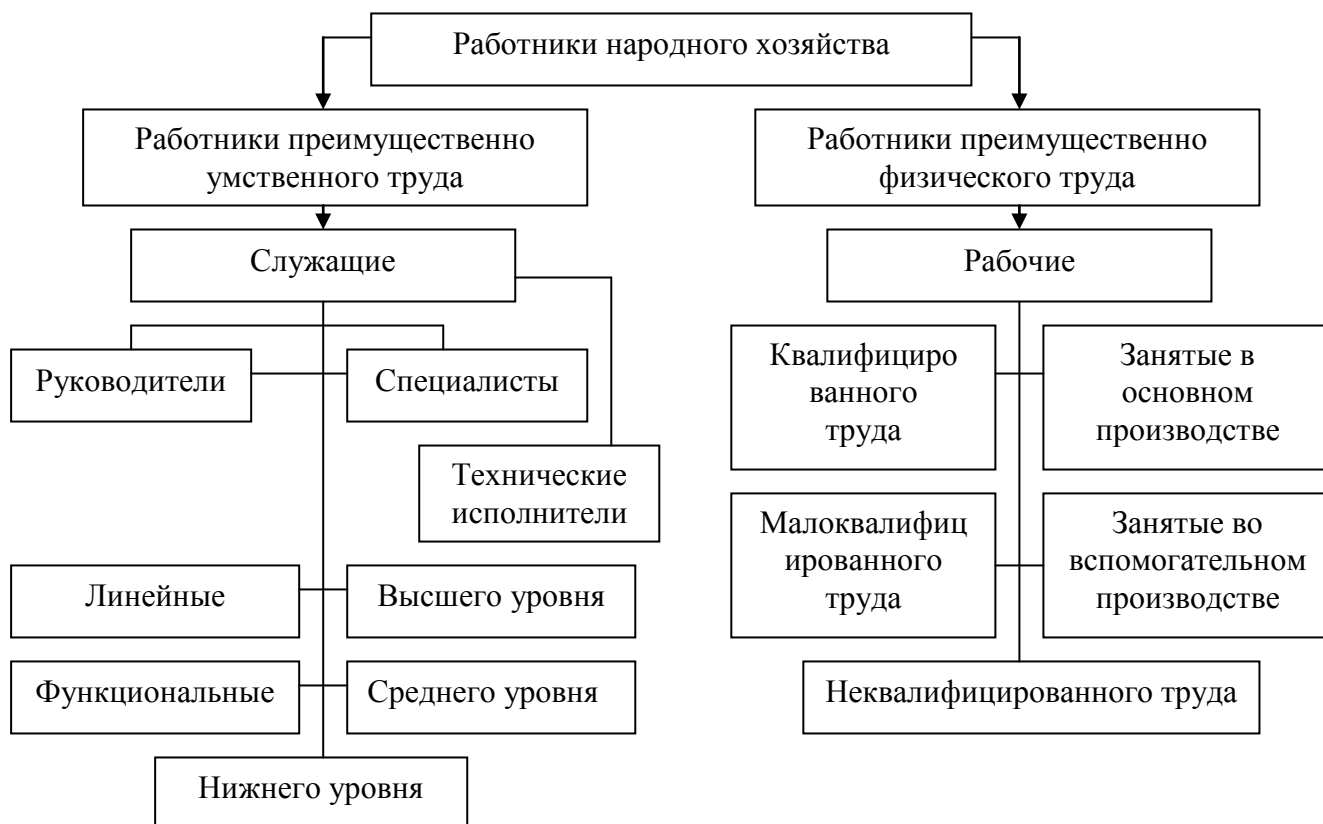 Работники народного хозяйства
Работники преимущественно
умственного труда
Работники преимущественно
физического труда
Служащие
Рабочие
Руководители
Специалисты
Технические
исполнители
Линейные
Высшего уровня
Функциональные
Среднего уровня
Нижнего уровня
Квалифициро
ванного
труда
Занятые в
основном
производстве
Малоквалифиц
ированного
труда
Занятые во
вспомогательном
производстве
Неквалифицированного труда